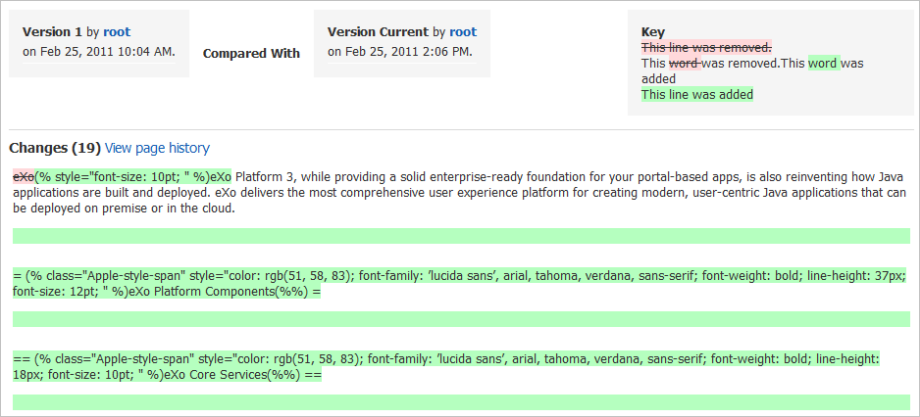 Version 1 by root
on Feb 25, 2011 10:04 AM.
Compared With
Version Current by root
on Feb 25, 2011 2:06 PM.
Key
This line was removed.
This word was removed.This word was
added
This line was added
Changes (19) View page history
eXo(% style="font-size: 10pt; " %)eXo Platform 3, while providing a solid enterprise-ready foundation for your portal-based apps, is also reinventing how Java
applications are built and deployed. eXo delivers the most comprehensive user experience platform for creating modern, user-centric Java applications that can
be deployed on premise or in the cloud.
= (% class="Apple-style-span" style="color: rgb(51, 58, 83); font-family: 'lucida sans', arial, tahoma, verdana, sans-serif; font-weight: bold; line-height: 37px;
font-size: 12pt; " %)eXo Platform Components(%%) =
== (% class="Apple-style-span" style="color: rgb(51, 58, 83); font-family: 'lucida sans', arial, tahoma, verdana, sans-serif; font-weight: bold; line-height:
18px; font-size: 10pt; " %)eXo Core Services(%%) ==